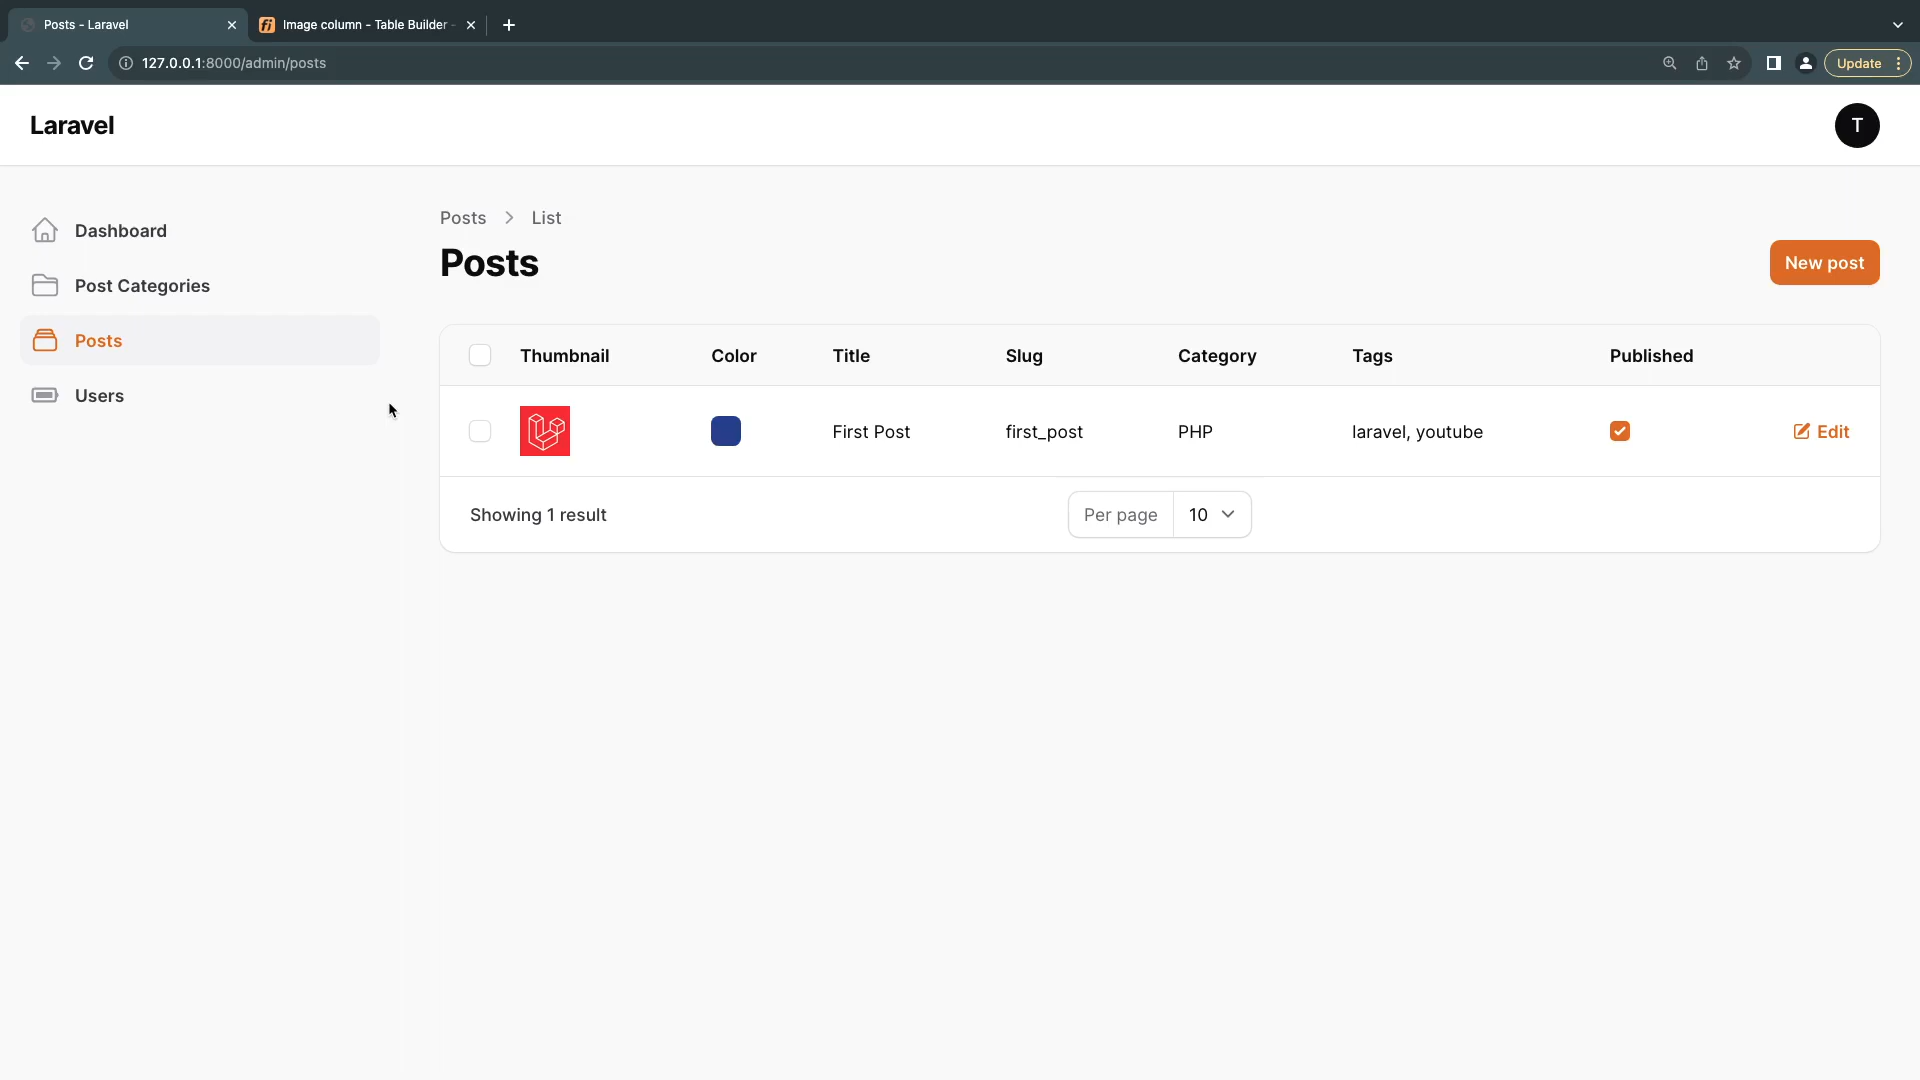 Posts - Laravel
Image column - Table Builder -
127.0.0.1:8000/admin/posts
Update
Laravel
T
Dashboard
Post Categories
Posts
Users
Posts > List
Posts
New post
Thumbnail Color Title Slug Category Tags Published
First Post first_post PHP laravel, youtube Edit
Showing 1 result
Per page 10